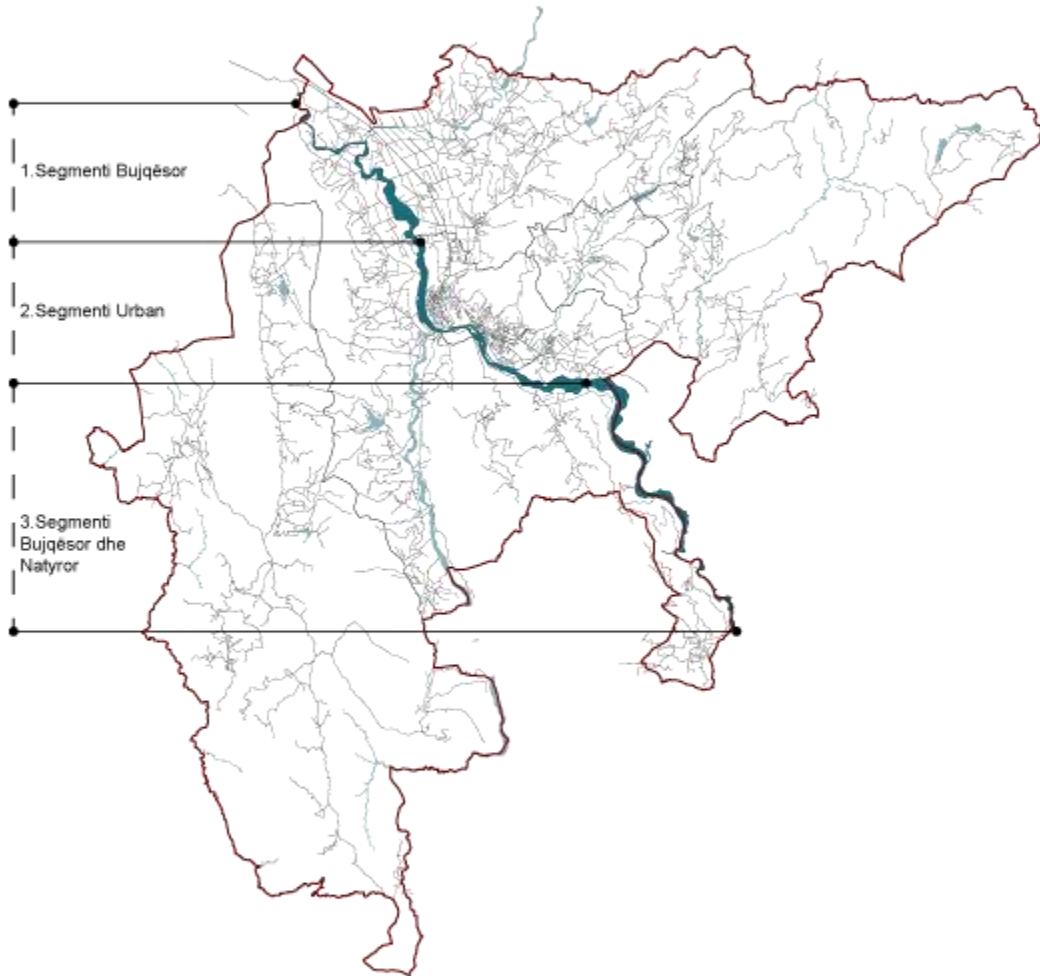 1.Segmenti Bujqësor
2.Segmenti Urban
3.Segmenti
Bujqësor dhe
Natyror